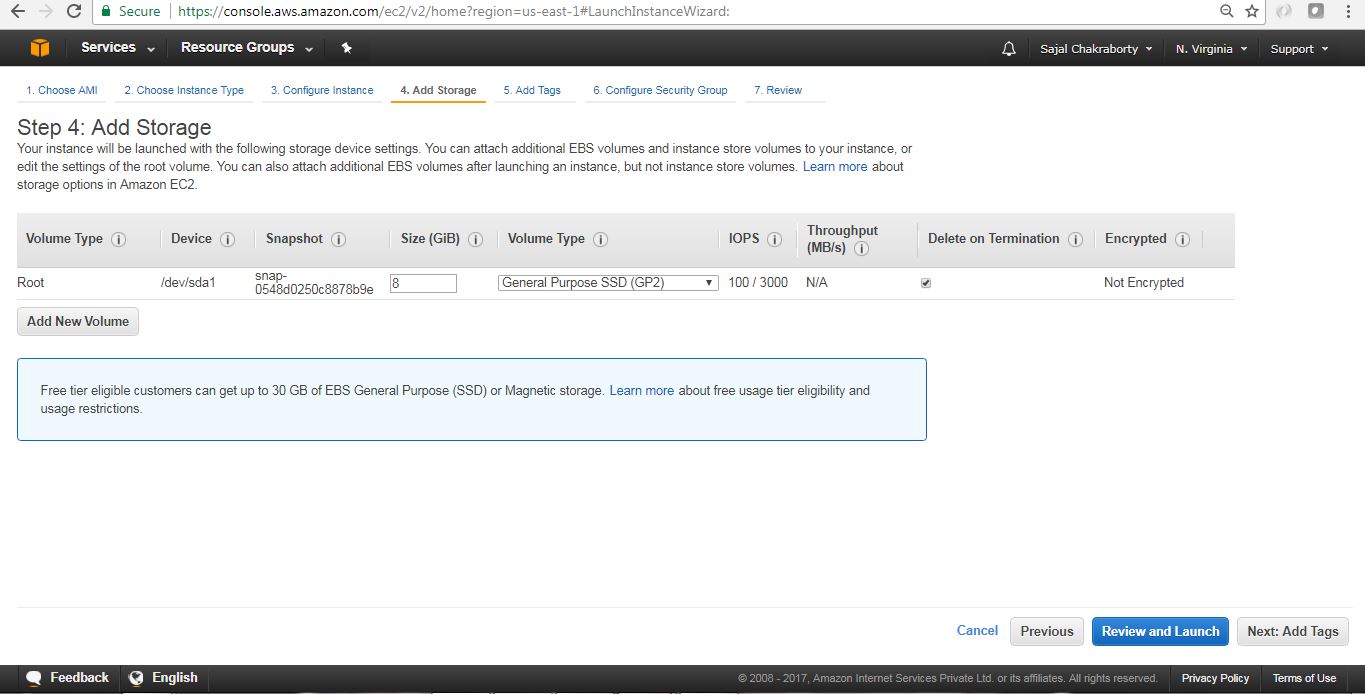 Secure https://console.aws.amazon.com/ec2/v2/home?region=us-east-1#LaunchInstanceWizard:
Services Resource Groups Sajal Chakraborty N. Virginia Support
1. Choose AMI 2. Choose Instance Type 3. Configure Instance 4. Add Storage 5. Add Tags 6. Configure Security Group 7. Review
Step 4: Add Storage
Your instance will be launched with the following storage device settings. You can attach additional EBS volumes and instance store volumes to your instance, or
edit the settings of the root volume. You can also attach additional EBS volumes after launching an instance, but not instance store volumes. Learn more about
storage options in Amazon EC2.
Volume Type Device Snapshot Size (GiB) Volume Type IOPS Throughput (MB/s) Delete on Termination Encrypted
Root /dev/sda1 snap-0548d0250c8878b9e 8 General Purpose SSD (GP2) 100 / 3000 N/A Not Encrypted
Add New Volume
Free tier eligible customers can get up to 30 GB of EBS General Purpose (SSD) or Magnetic storage. Learn more about free usage tier eligibility and
usage restrictions.
Cancel Previous Review and Launch Next: Add Tags
Feedback English © 2008 - 2017, Amazon Internet Services Private Ltd. or its affiliates. All rights reserved. Privacy Policy Terms of Use